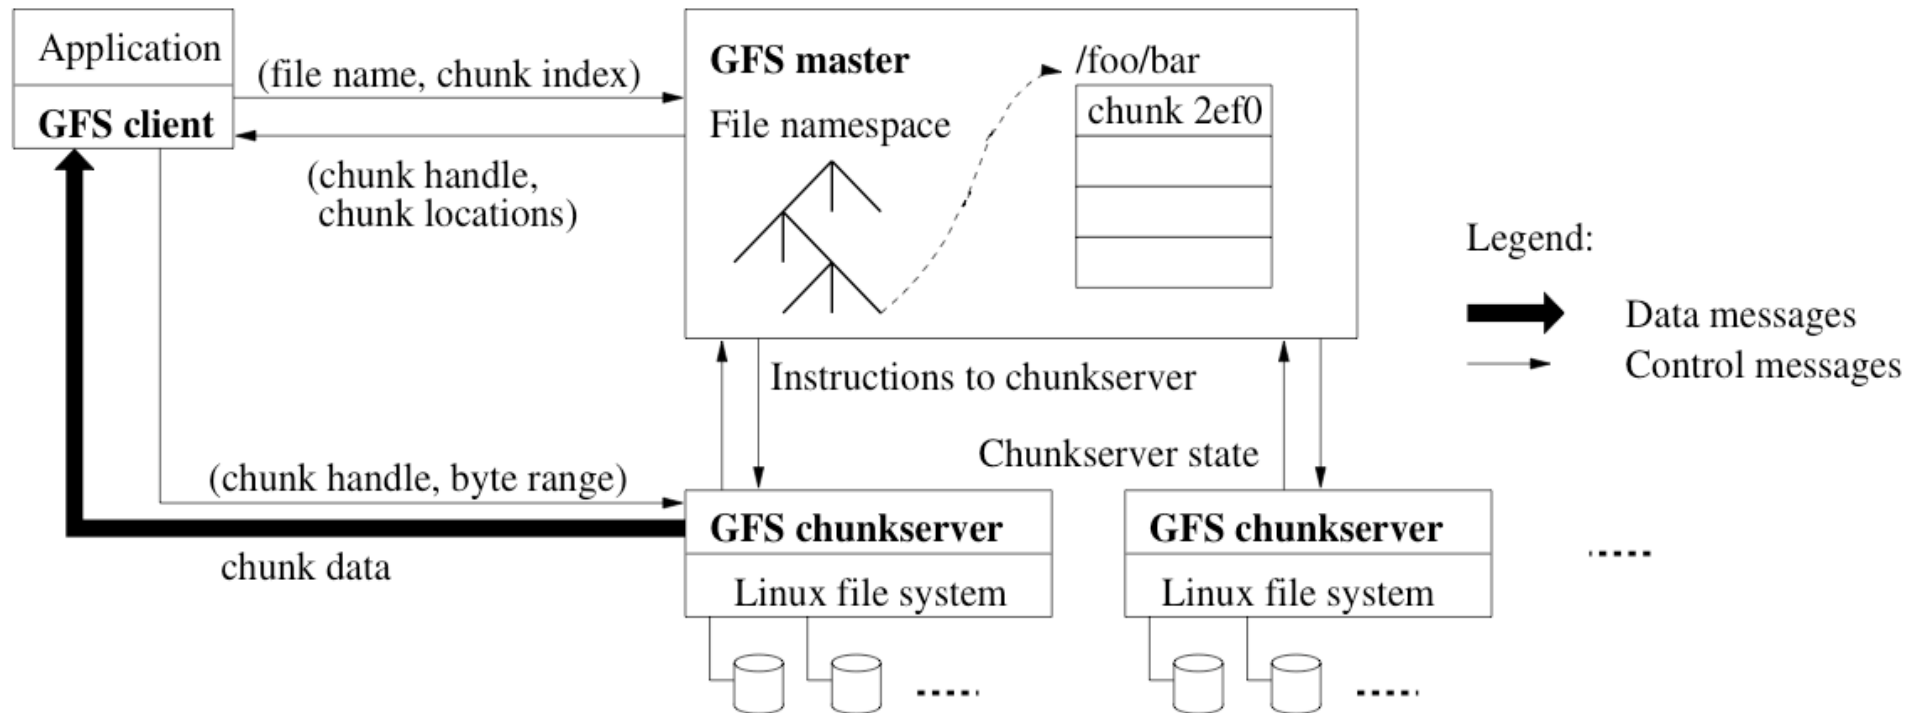 Application
GFS client
(file name, chunk index)
(chunk handle,
chunk locations)
GFS master
File namespace
/foo/bar
chunk 2ef0
Legend:
Data messages
Control messages
Instructions to chunkserver
Chunkserver state
(chunk handle, byte range)
chunk data
GFS chunkserver
Linux file system
GFS chunkserver
Linux file system